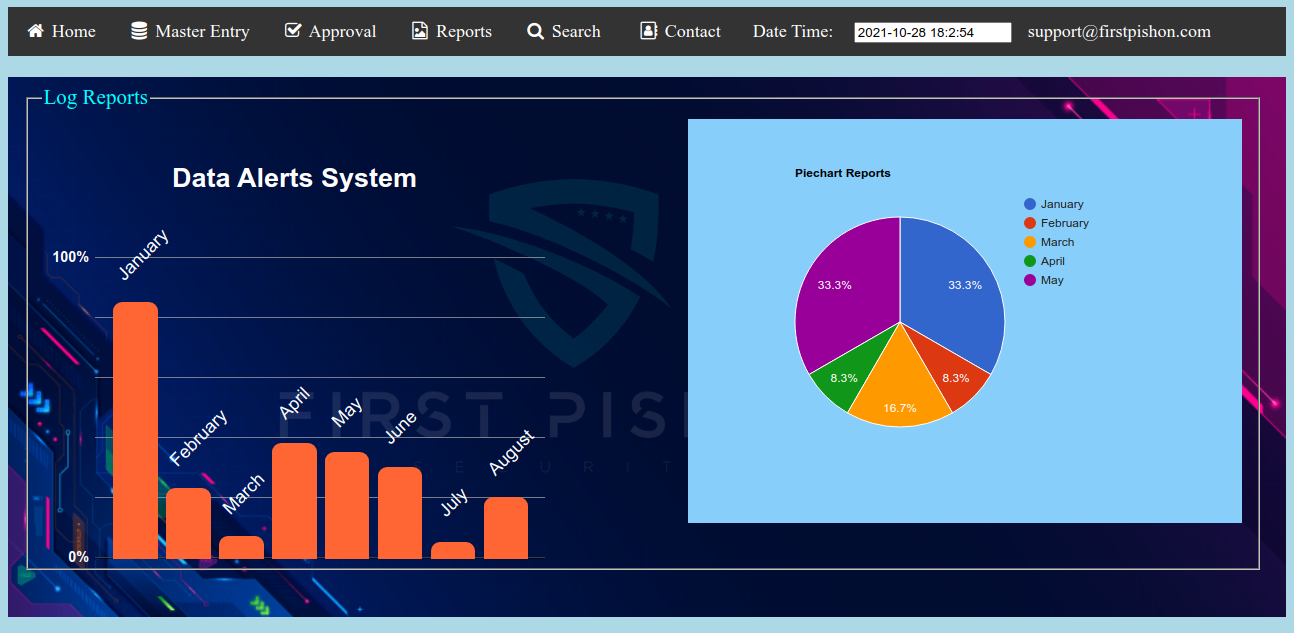 Home Master Entry Approval Reports Search Contact Date Time: 2021-10-28 18:2:54 support@firstpishon.com
Log Reports
Data Alerts System
100%
0%
January
February
March
April
May
June
July
August
Piechart Reports
33.3%
33.3%
8.3%
8.3%
16.7%
January
February
March
April
May
FIRST PISH